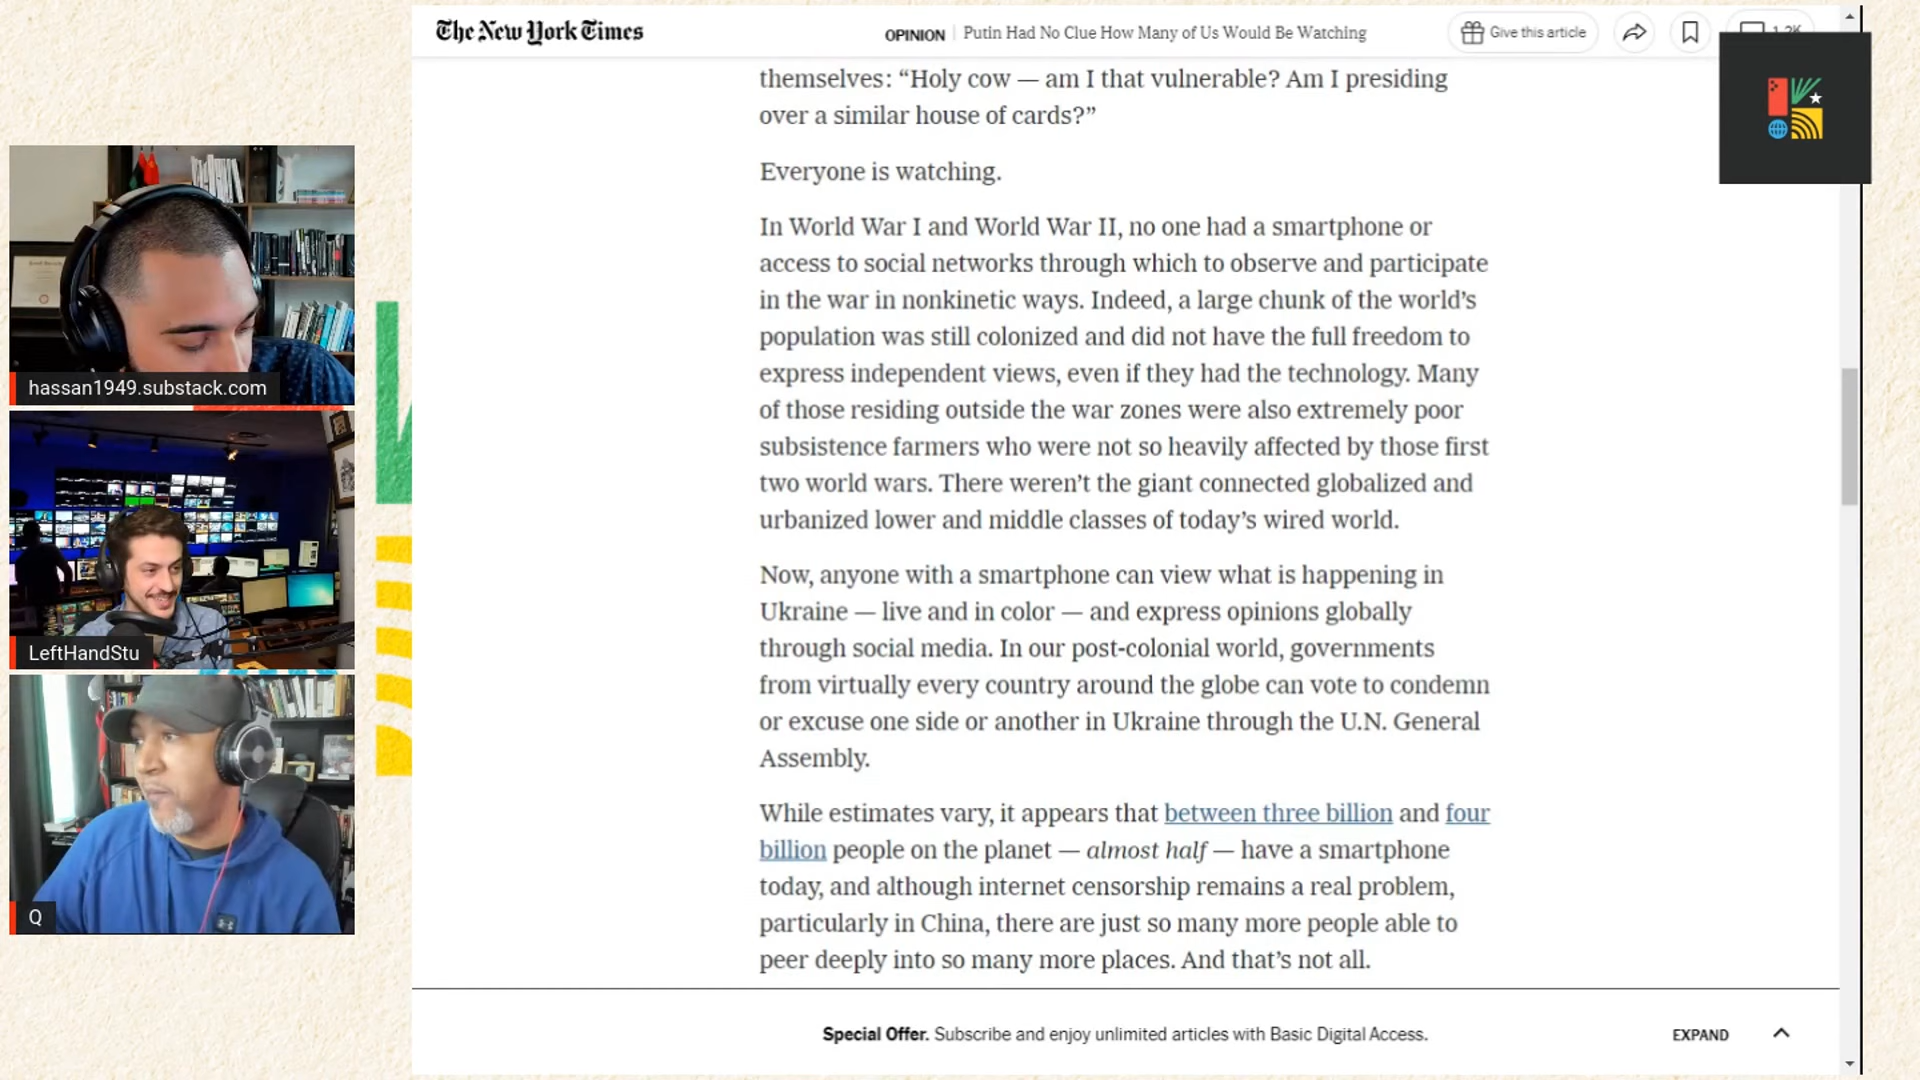 The New York Times
OPINION
Putin Had No Clue How Many of Us Would Be Watching
Give this article
themselves: “Holy cow — am I that vulnerable? Am I presiding
over a similar house of cards?”
Everyone is watching.
In World War I and World War II, no one had a smartphone or
access to social networks through which to observe and participate
in the war in nonkinetic ways. Indeed, a large chunk of the world’s
population was still colonized and did not have the full freedom to
express independent views, even if they had the technology. Many
of those residing outside the war zones were also extremely poor
subsistence farmers who were not so heavily affected by those first
two world wars. There weren’t the giant connected globalized and
urbanized lower and middle classes of today’s wired world.
Now, anyone with a smartphone can view what is happening in
Ukraine — live and in color — and express opinions globally
through social media. In our post-colonial world, governments
from virtually every country around the globe can vote to condemn
or excuse one side or another in Ukraine through the U.N. General
Assembly.
While estimates vary, it appears that between three billion and four
billion people on the planet — almost half — have a smartphone
today, and although internet censorship remains a real problem,
particularly in China, there are just so many more people able to
peer deeply into so many more places. And that’s not all.
Special Offer. Subscribe and enjoy unlimited articles with Basic Digital Access.
EXPAND
hassan1949.substack.com
LeftHandStu
Q